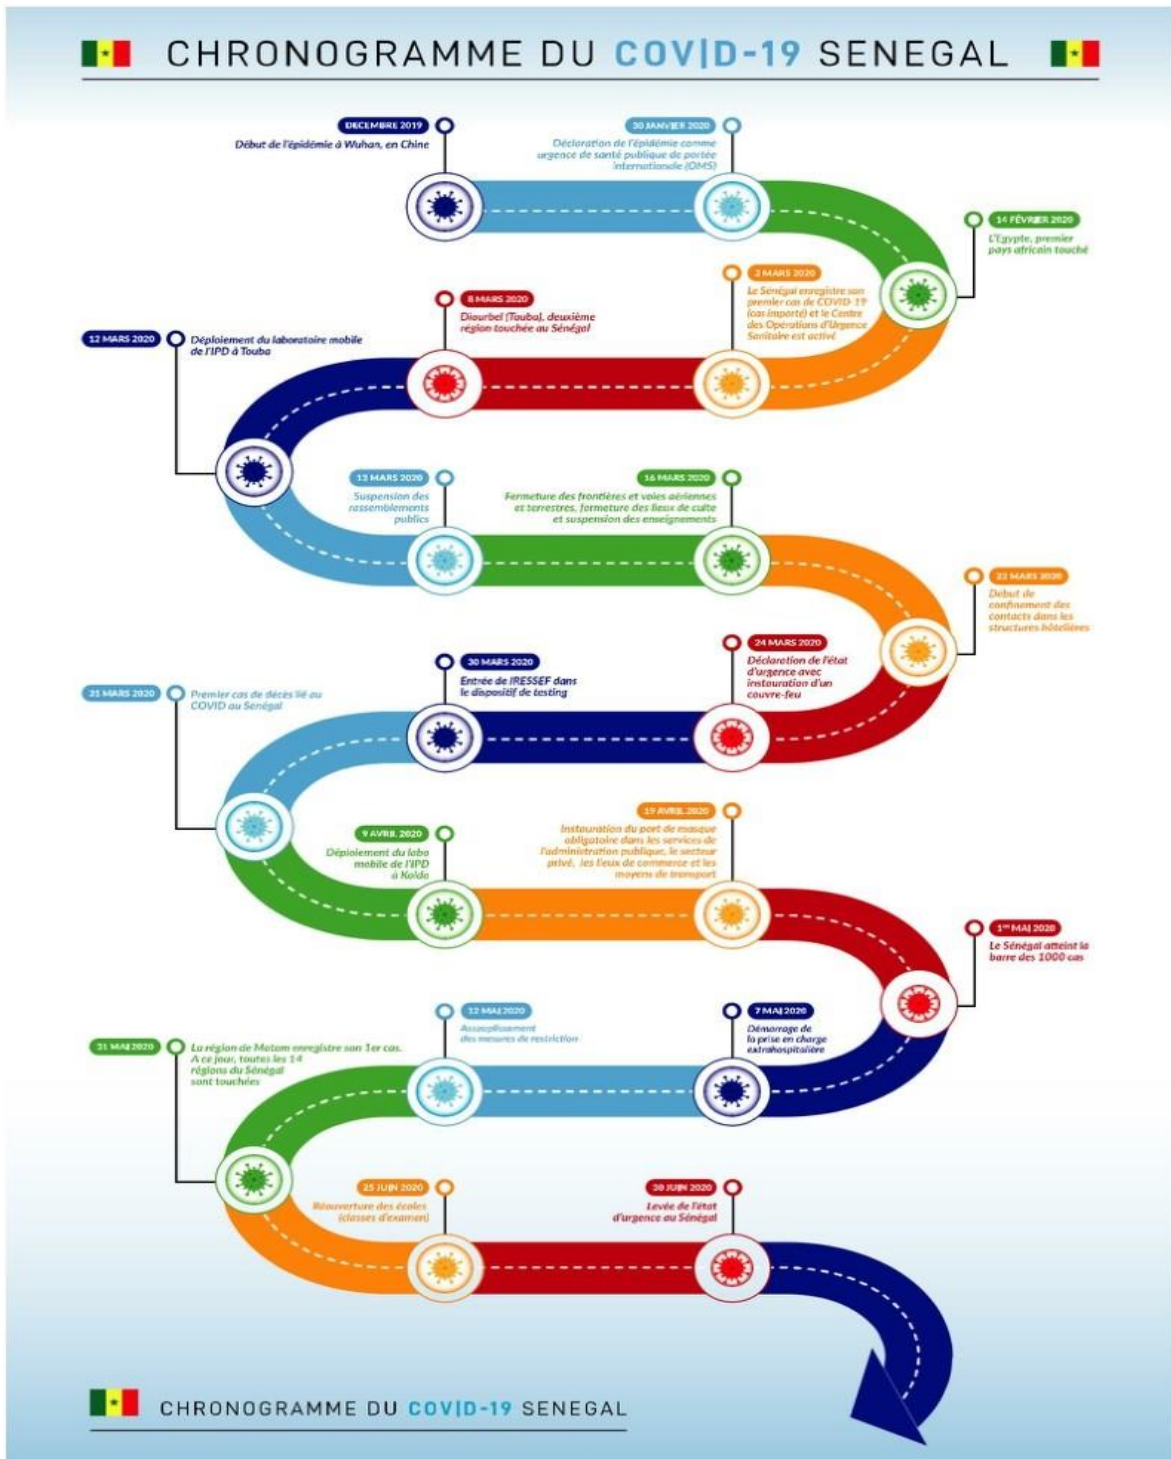 CHRONOGRAMME DU COVID-19 SENEGAL
DECEMBRE 2019
Début de l'épidémie à Wuhan, en Chine
30 JANVIER 2020
Déclaration de l'épidémie comme
urgence de santé publique de portée
internationale (OMS)
14 FÉVRIER 2020
L'Egypte, premier
pays africain touché
2 MARS 2020
Le Sénégal enregistre son
premier cas de COVID-19
(cas importé) et le Centre
des Opérations d'Urgence
Sanitaire est activé
8 MARS 2020
Diourbel (Touba), deuxième
région touchée au Sénégal
12 MARS 2020
Déploiement du laboratoire mobile
de l'IPD à Touba
13 MARS 2020
Suspension des
rassemblements
publics
16 MARS 2020
Fermeture des frontières et voies aériennes
et terrestres, fermeture des lieux de culte
et suspension des enseignements
22 MARS 2020
Début de
confinement des
contacts dans les
structures hôtelières
24 MARS 2020
Déclaration de l'état
d'urgence avec
instauration d'un
couvre-feu
30 MARS 2020
Entrée de IRESSEF dans
le dispositif de testing
31 MARS 2020
Premier cas de décès lié au
COVID au Sénégal
9 AVRIL 2020
Déploiement du labo
mobile de l'IPD
à Kolda
19 AVRIL 2020
Instauration du port de masque
obligatoire dans les services de
l'administration publique, le secteur
privé, les lieux de commerce et les
moyens de transport
1er MAI 2020
Le Sénégal atteint la
barre des 1000 cas
7 MAI 2020
Démarrage de
la prise en charge
extrahospitalière
12 MAI 2020
Assouplissement
des mesures de restriction
31 MAI 2020
La région de Matam enregistre son 1er cas.
A ce jour, toutes les 14
régions du Sénégal
sont touchées
25 JUIN 2020
Réouverture des écoles
(classes d'examen)
30 JUIN 2020
Levée de l'état
d'urgence au Sénégal
CHRONOGRAMME DU COVID-19 SENEGAL